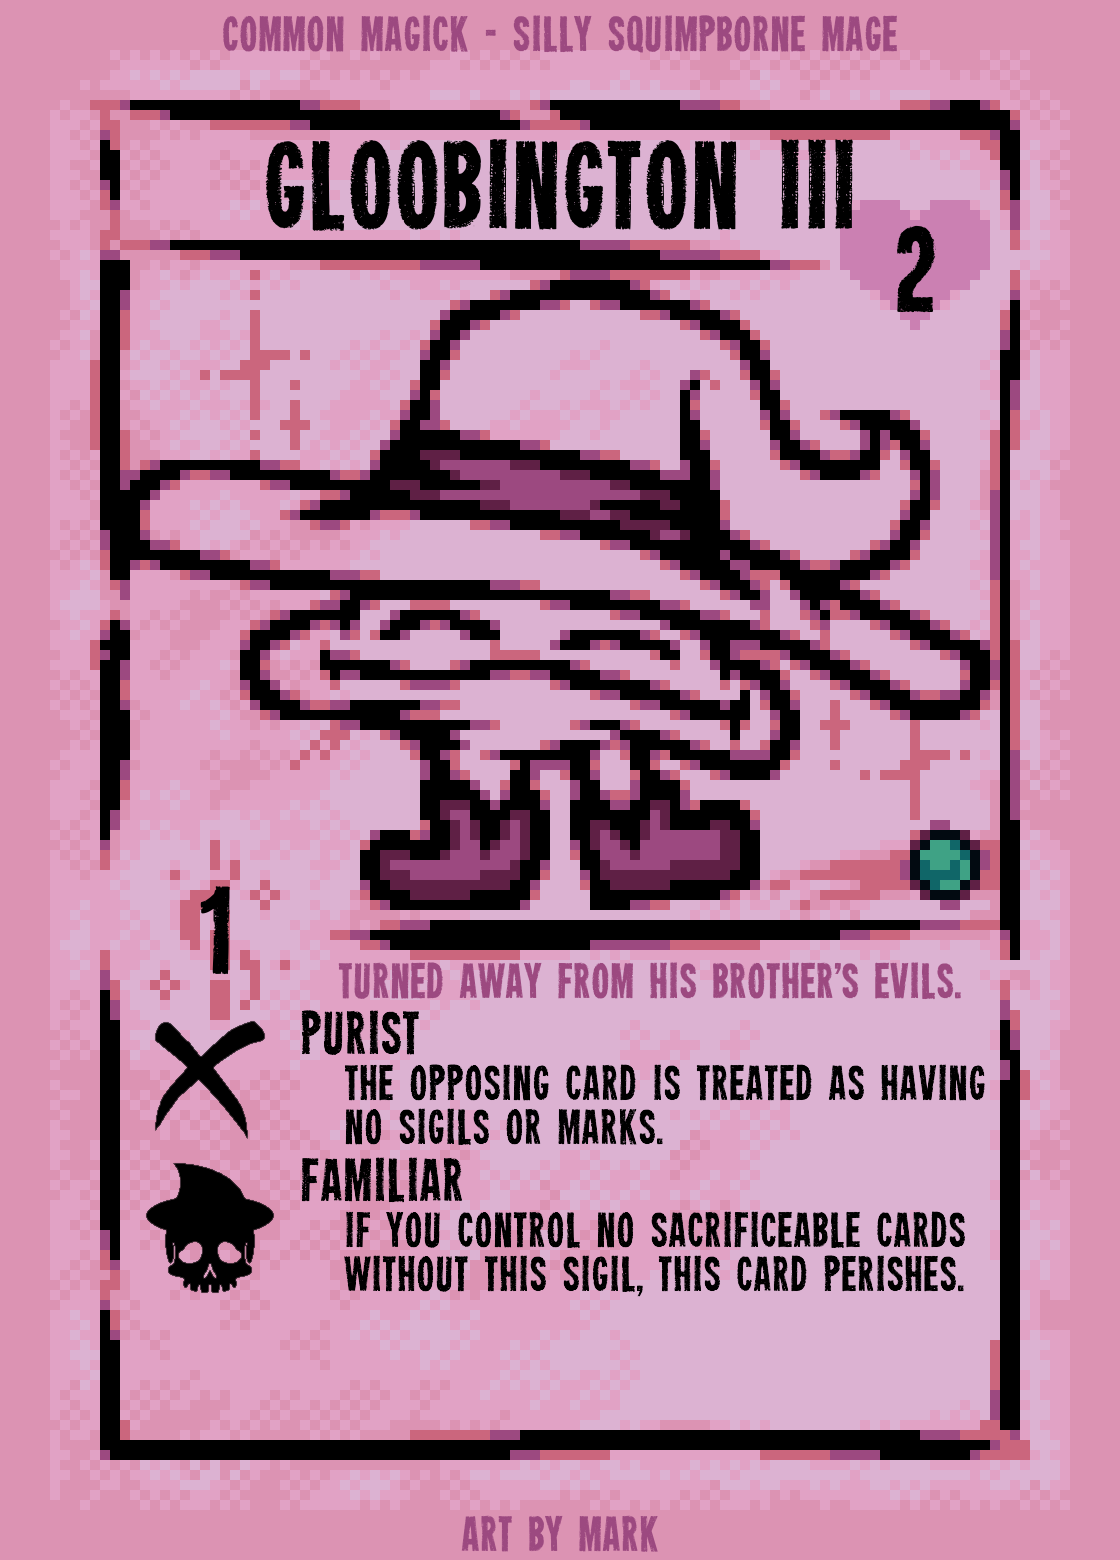 COMMON MAGICK - SILLY SQUIMPBORNE MAGE
GLOOBINGTON III
2
1
TURNED AWAY FROM HIS BROTHER'S EVILS.
PURIST
THE OPPOSING CARD IS TREATED AS HAVING
NO SIGILS OR MARKS.
FAMILIAR
IF YOU CONTROL NO SACRIFICEABLE CARDS
WITHOUT THIS SIGIL, THIS CARD PERISHES.
ART BY MARK